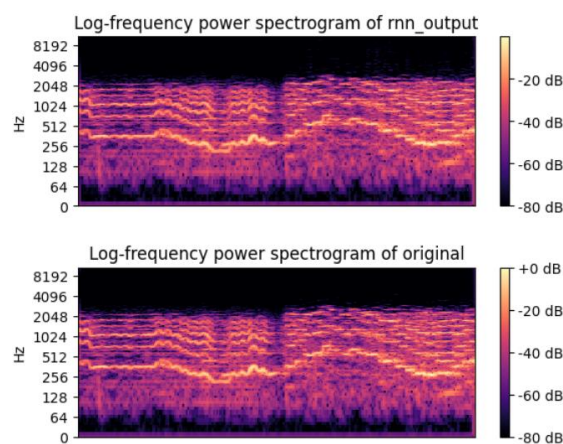 Log-frequency power spectrogram of rnn_output
8192
4096
2048
1024
512
256
128
64
0
Hz
-20 dB
-40 dB
-60 dB
-80 dB
Log-frequency power spectrogram of original
8192
4096
2048
1024
512
256
128
64
0
Hz
+0 dB
-20 dB
-40 dB
-60 dB
-80 dB